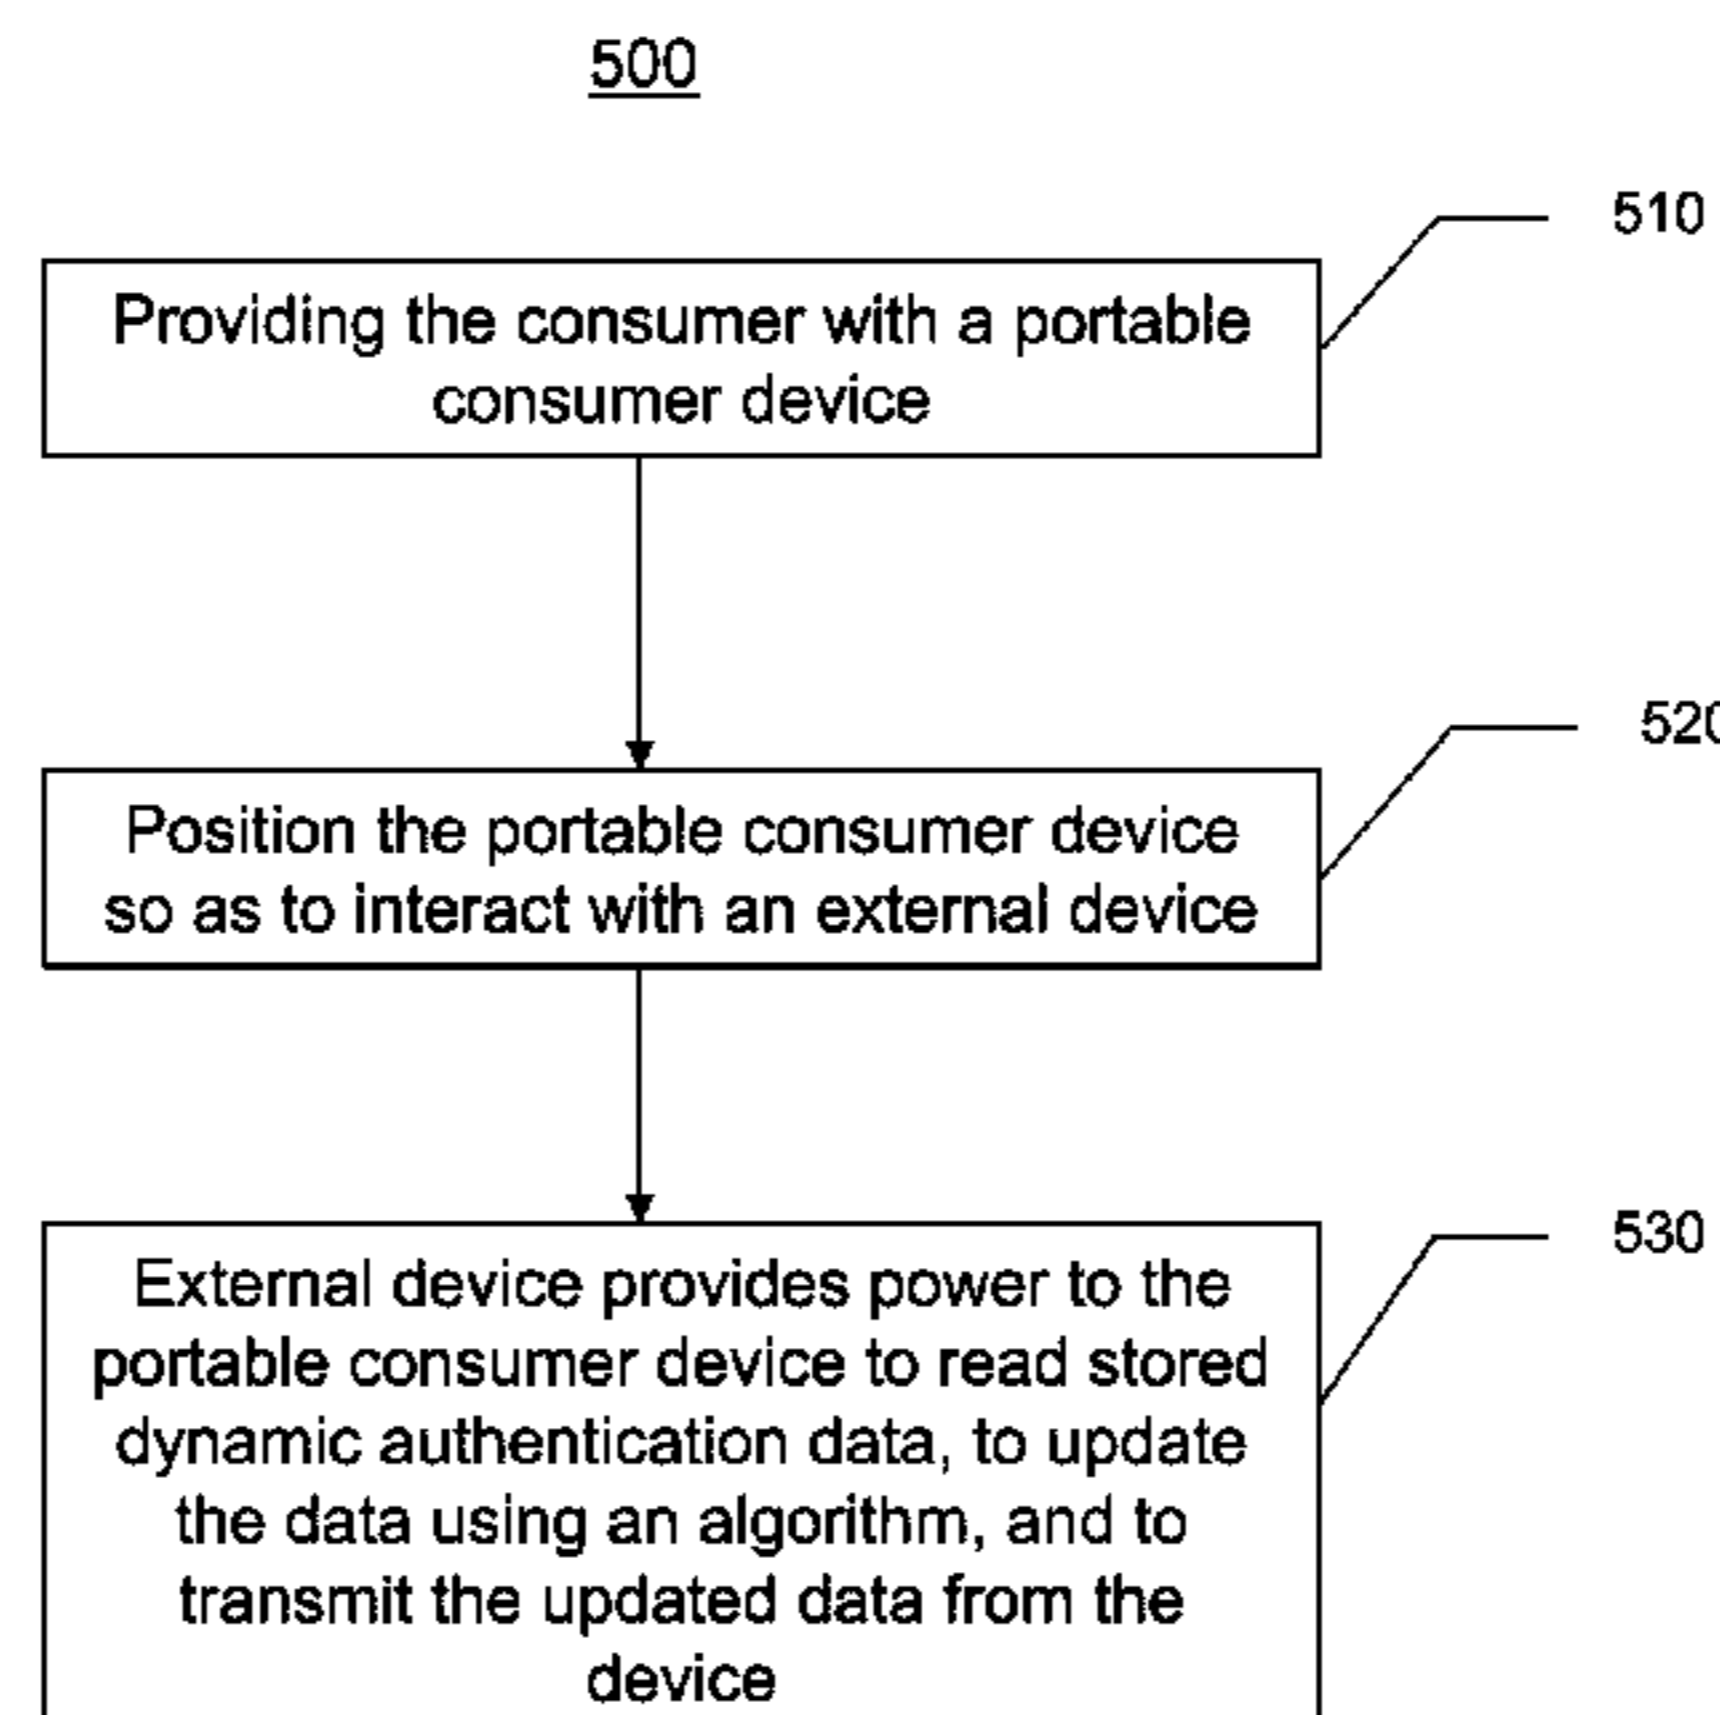 500
510
Providing the consumer with a portable
consumer device
520
Position the portable consumer device
so as to interact with an external device
530
External device provides power to the
portable consumer device to read stored
dynamic authentication data, to update
the data using an algorithm, and to
transmit the updated data from the
device